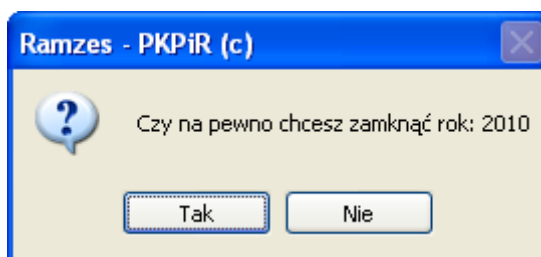 Ramzes - PKPiR (c)
Czy na pewno chcesz zamknąć rok: 2010
Tak
Nie